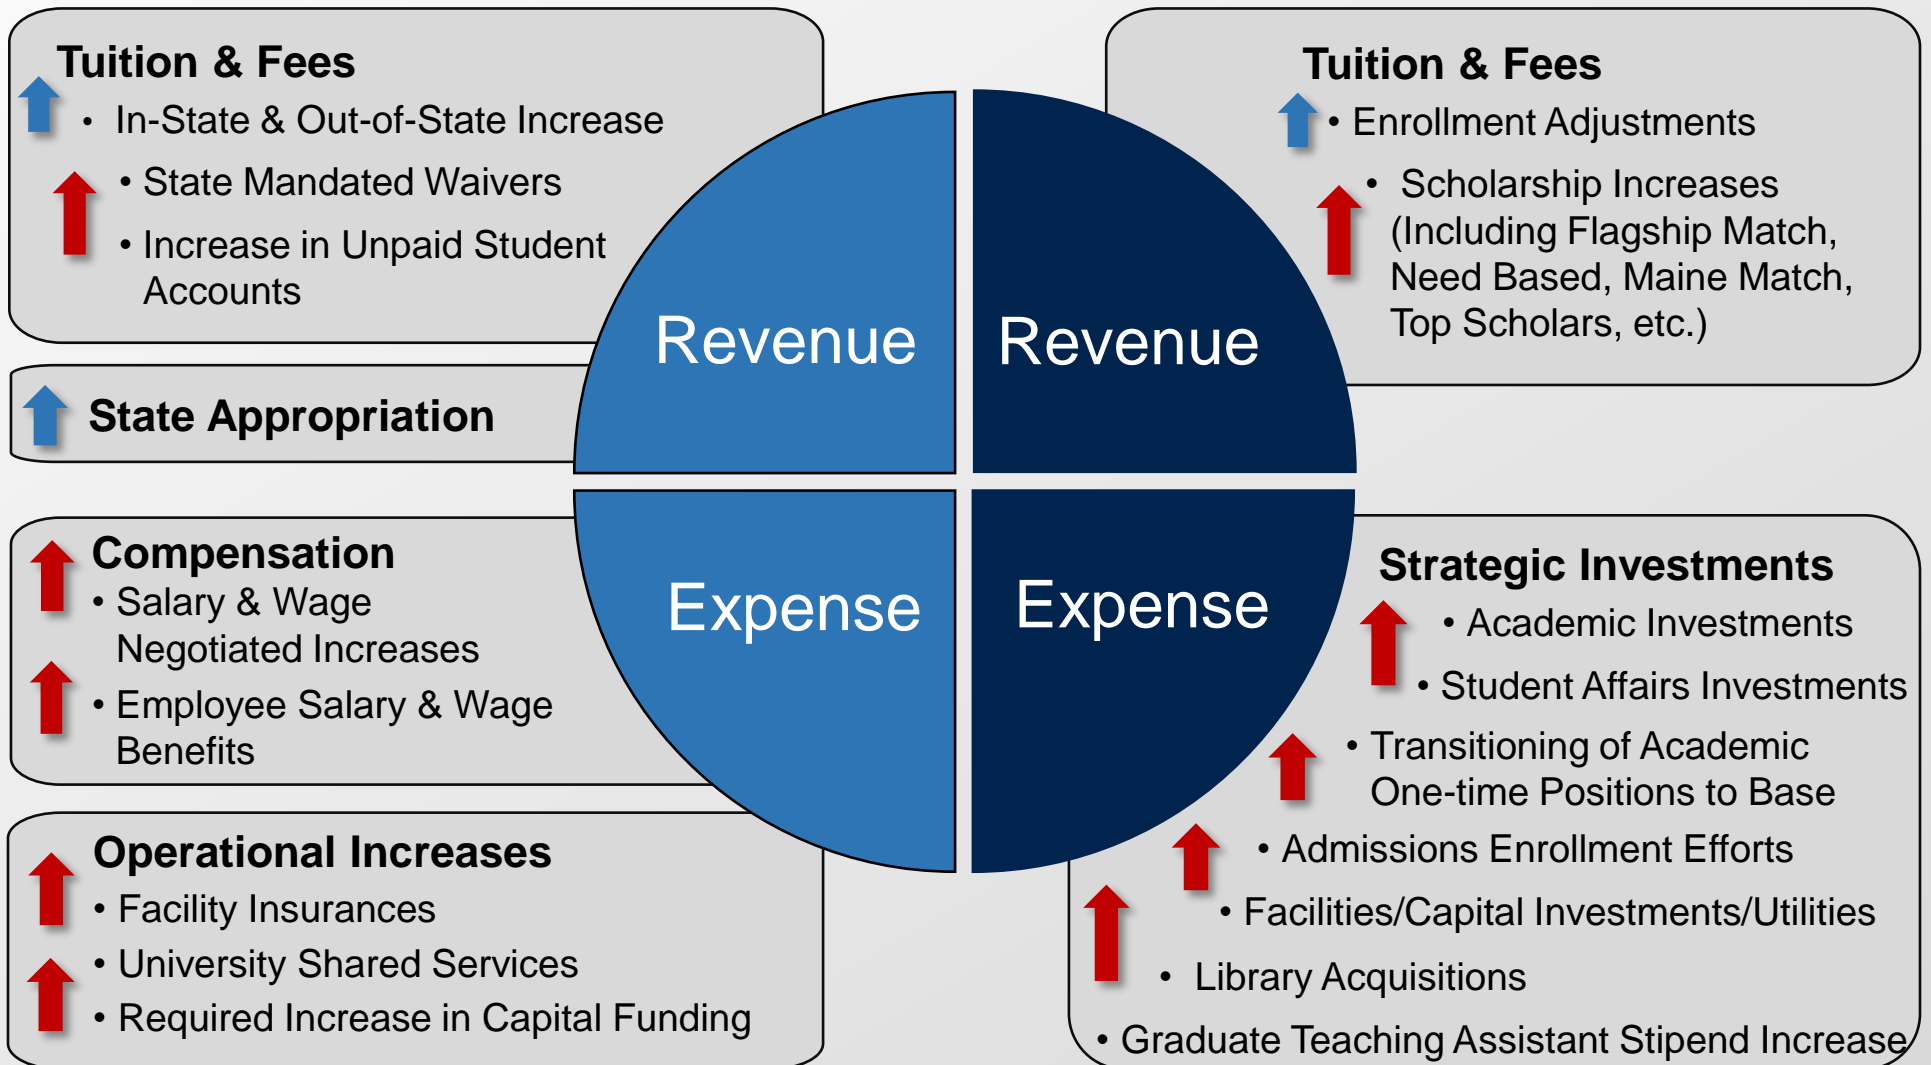 Tuition & Fees
• In-State & Out-of-State Increase
• State Mandated Waivers
• Increase in Unpaid Student
Accounts
State Appropriation
Compensation
• Salary & Wage
Negotiated Increases
• Employee Salary & Wage
Benefits
Operational Increases
• Facility Insurances
• University Shared Services
• Required Increase in Capital Funding
Revenue
Revenue
Expense
Expense
Tuition & Fees
• Enrollment Adjustments
• Scholarship Increases
(Including Flagship Match,
Need Based, Maine Match,
Top Scholars, etc.)
Strategic Investments
• Academic Investments
• Student Affairs Investments
• Transitioning of Academic
One-time Positions to Base
• Admissions Enrollment Efforts
• Facilities/Capital Investments/Utilities
• Library Acquisitions
• Graduate Teaching Assistant Stipend Increase